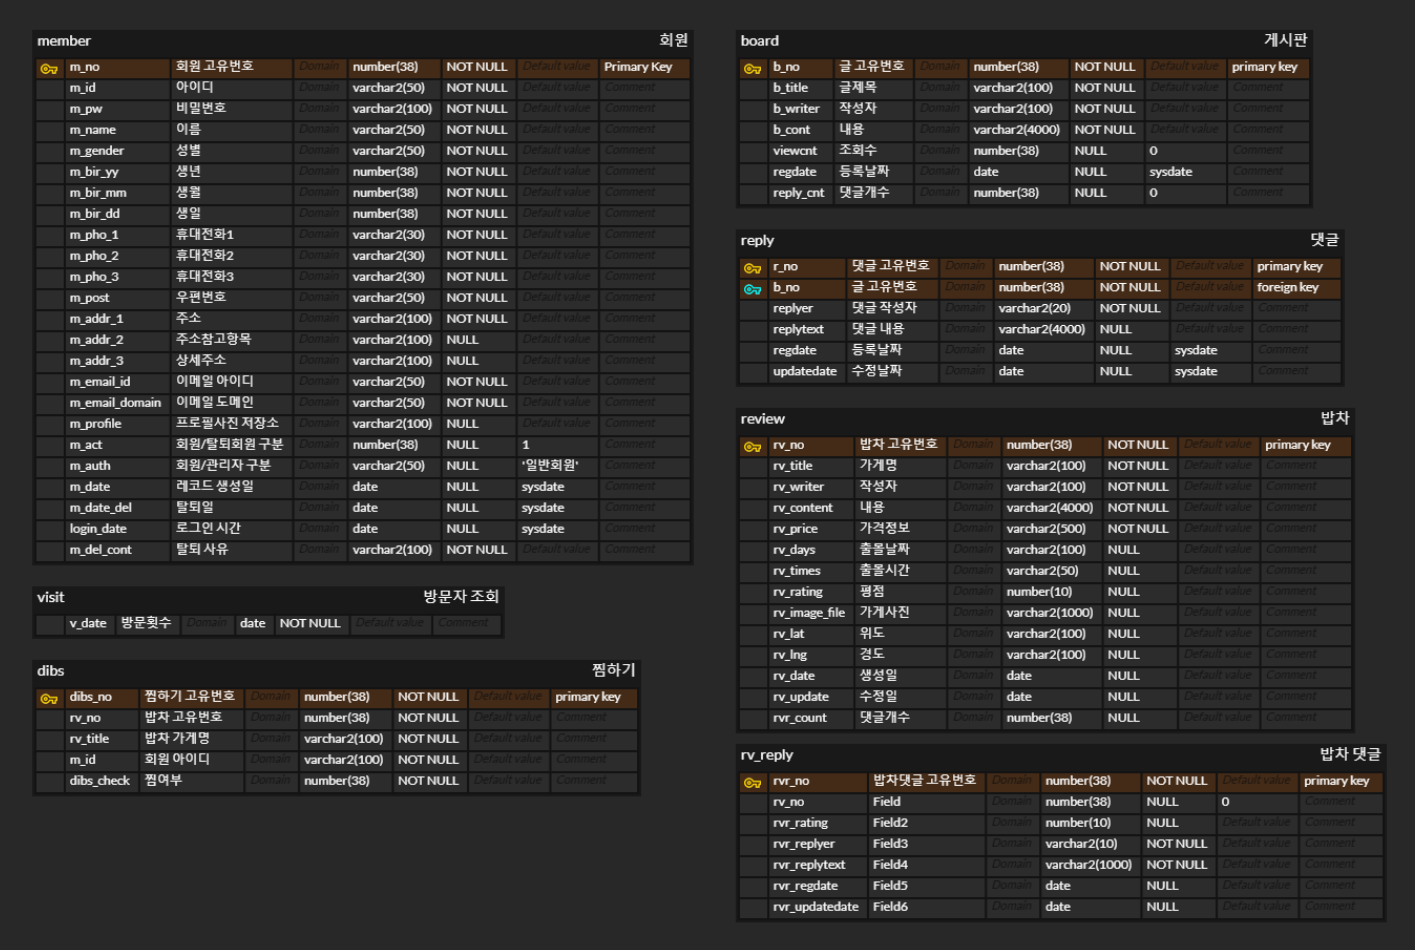 member 회원
m_no 회원 고유번호 Domain number(38) NOT NULL Default value Primary Key
m_id 아이디 Domain varchar2(50) NOT NULL Default value Comment
m_pw 비밀번호 Domain varchar2(100) NOT NULL Default value Comment
m_name 이름 Domain varchar2(50) NOT NULL Default value Comment
m_gender 성별 Domain varchar2(50) NOT NULL Default value Comment
m_bir_yy 생년 Domain number(38) NOT NULL Default value Comment
m_bir_mm 생월 Domain number(38) NOT NULL Default value Comment
m_bir_dd 생일 Domain number(38) NOT NULL Default value Comment
m_pho_1 휴대전화1 Domain varchar2(30) NOT NULL Default value Comment
m_pho_2 휴대전화2 Domain varchar2(30) NOT NULL Default value Comment
m_pho_3 휴대전화3 Domain varchar2(30) NOT NULL Default value Comment
m_post 우편번호 Domain varchar2(50) NOT NULL Default value Comment
m_addr_1 주소 Domain varchar2(100) NOT NULL Default value Comment
m_addr_2 주소참고항목 Domain varchar2(100) NULL Default value Comment
m_addr_3 상세주소 Domain varchar2(100) NULL Default value Comment
m_email_id 이메일 아이디 Domain varchar2(50) NOT NULL Default value Comment
m_email_domain 이메일 도메인 Domain varchar2(50) NOT NULL Default value Comment
m_profile 프로필사진 저장소 Domain varchar2(100) NULL Default value Comment
m_act 회원/탈퇴회원 구분 Domain number(38) NULL 1 Comment
m_auth 회원/관리자 구분 Domain varchar2(50) NULL '일반회원' Comment
m_date 레코드 생성일 Domain date NULL sysdate Comment
m_date_del 탈퇴일 Domain date NULL sysdate Comment
login_date 로그인 시간 Domain date NULL sysdate Comment
m_del_cont 탈퇴 사유 Domain varchar2(100) NOT NULL Default value Comment
visit 방문자 조회
v_date 방문횟수 Domain date NOT NULL Default value Comment
dibs 찜하기
dibs_no 찜하기 고유번호 Domain number(38) NOT NULL Default value primary key
rv_no 밥차 고유번호 Domain number(38) NOT NULL Default value Comment
rv_title 밥차 가게명 Domain varchar2(100) NOT NULL Default value Comment
m_id 회원 아이디 Domain varchar2(100) NOT NULL Default value Comment
dibs_check 찜여부 Domain number(38) NOT NULL Default value Comment
board 게시판
b_no 글 고유번호 Domain number(38) NOT NULL Default value primary key
b_title 글제목 Domain varchar2(100) NOT NULL Default value Comment
b_writer 작성자 Domain varchar2(100) NOT NULL Default value Comment
b_cont 내용 Domain varchar2(4000) NOT NULL Default value Comment
viewcnt 조회수 Domain number(38) NULL 0 Comment
regdate 등록날짜 Domain date NULL sysdate Comment
reply_cnt 댓글개수 Domain number(38) NULL 0 Comment
reply 댓글
r_no 댓글 고유번호 Domain number(38) NOT NULL Default value primary key
b_no 글 고유번호 Domain number(38) NOT NULL Default value foreign key
replyer 댓글 작성자 Domain varchar2(20) NOT NULL Default value Comment
replytext 댓글 내용 Domain varchar2(4000) NULL Default value Comment
regdate 등록날짜 Domain date NULL sysdate Comment
updatedate 수정날짜 Domain date NULL sysdate Comment
review 밥차
rv_no 밥차 고유번호 Domain number(38) NOT NULL Default value primary key
rv_title 가게명 Domain varchar2(100) NOT NULL Default value Comment
rv_writer 작성자 Domain varchar2(100) NOT NULL Default value Comment
rv_content 내용 Domain varchar2(4000) NOT NULL Default value Comment
rv_price 가격정보 Domain varchar2(500) NOT NULL Default value Comment
rv_days 출몰날짜 Domain varchar2(100) NULL Default value Comment
rv_times 출몰시간 Domain varchar2(50) NULL Default value Comment
rv_rating 평점 Domain number(10) NULL Default value Comment
rv_image_file 가게사진 Domain varchar2(1000) NULL Default value Comment
rv_lat 위도 Domain varchar2(100) NULL Default value Comment
rv_lng 경도 Domain varchar2(100) NULL Default value Comment
rv_date 생성일 Domain date NULL Default value Comment
rv_update 수정일 Domain date NULL Default value Comment
rvr_count 댓글개수 Domain number(38) NULL Default value Comment
rv_reply 밥차 댓글
rvr_no 밥차댓글 고유번호 Domain number(38) NOT NULL Default value primary key
rv_no Field Domain number(38) NULL 0 Comment
rvr_rating Field2 Domain number(10) NULL Default value Comment
rvr_replyer Field3 Domain varchar2(10) NOT NULL Default value Comment
rvr_replytext Field4 Domain varchar2(1000) NOT NULL Default value Comment
rvr_regdate Field5 Domain date NULL Default value Comment
rvr_updatedate Field6 Domain date NULL Default value Comment